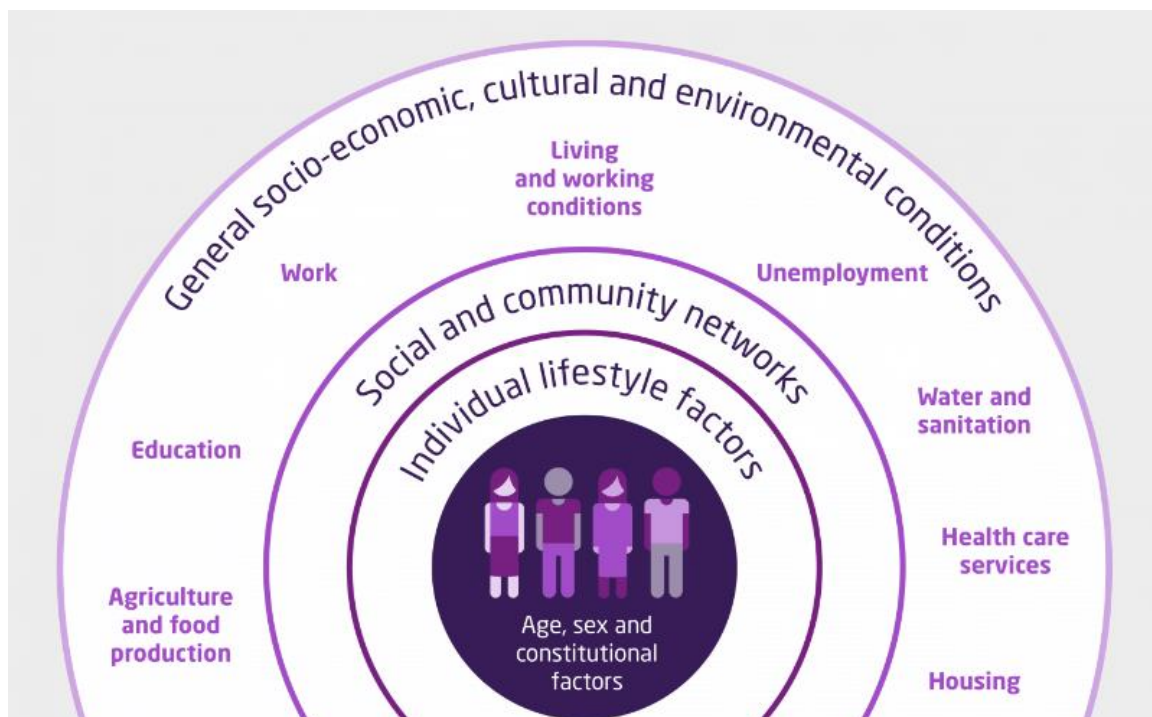 General socio-economic, cultural and environmental conditions
Living
and working
conditions
Work
Unemployment
Social and community networks
Individual lifestyle factors
Water and
sanitation
Education
Health care
services
Agriculture
and food
production
Age, sex and
constitutional
factors
Housing